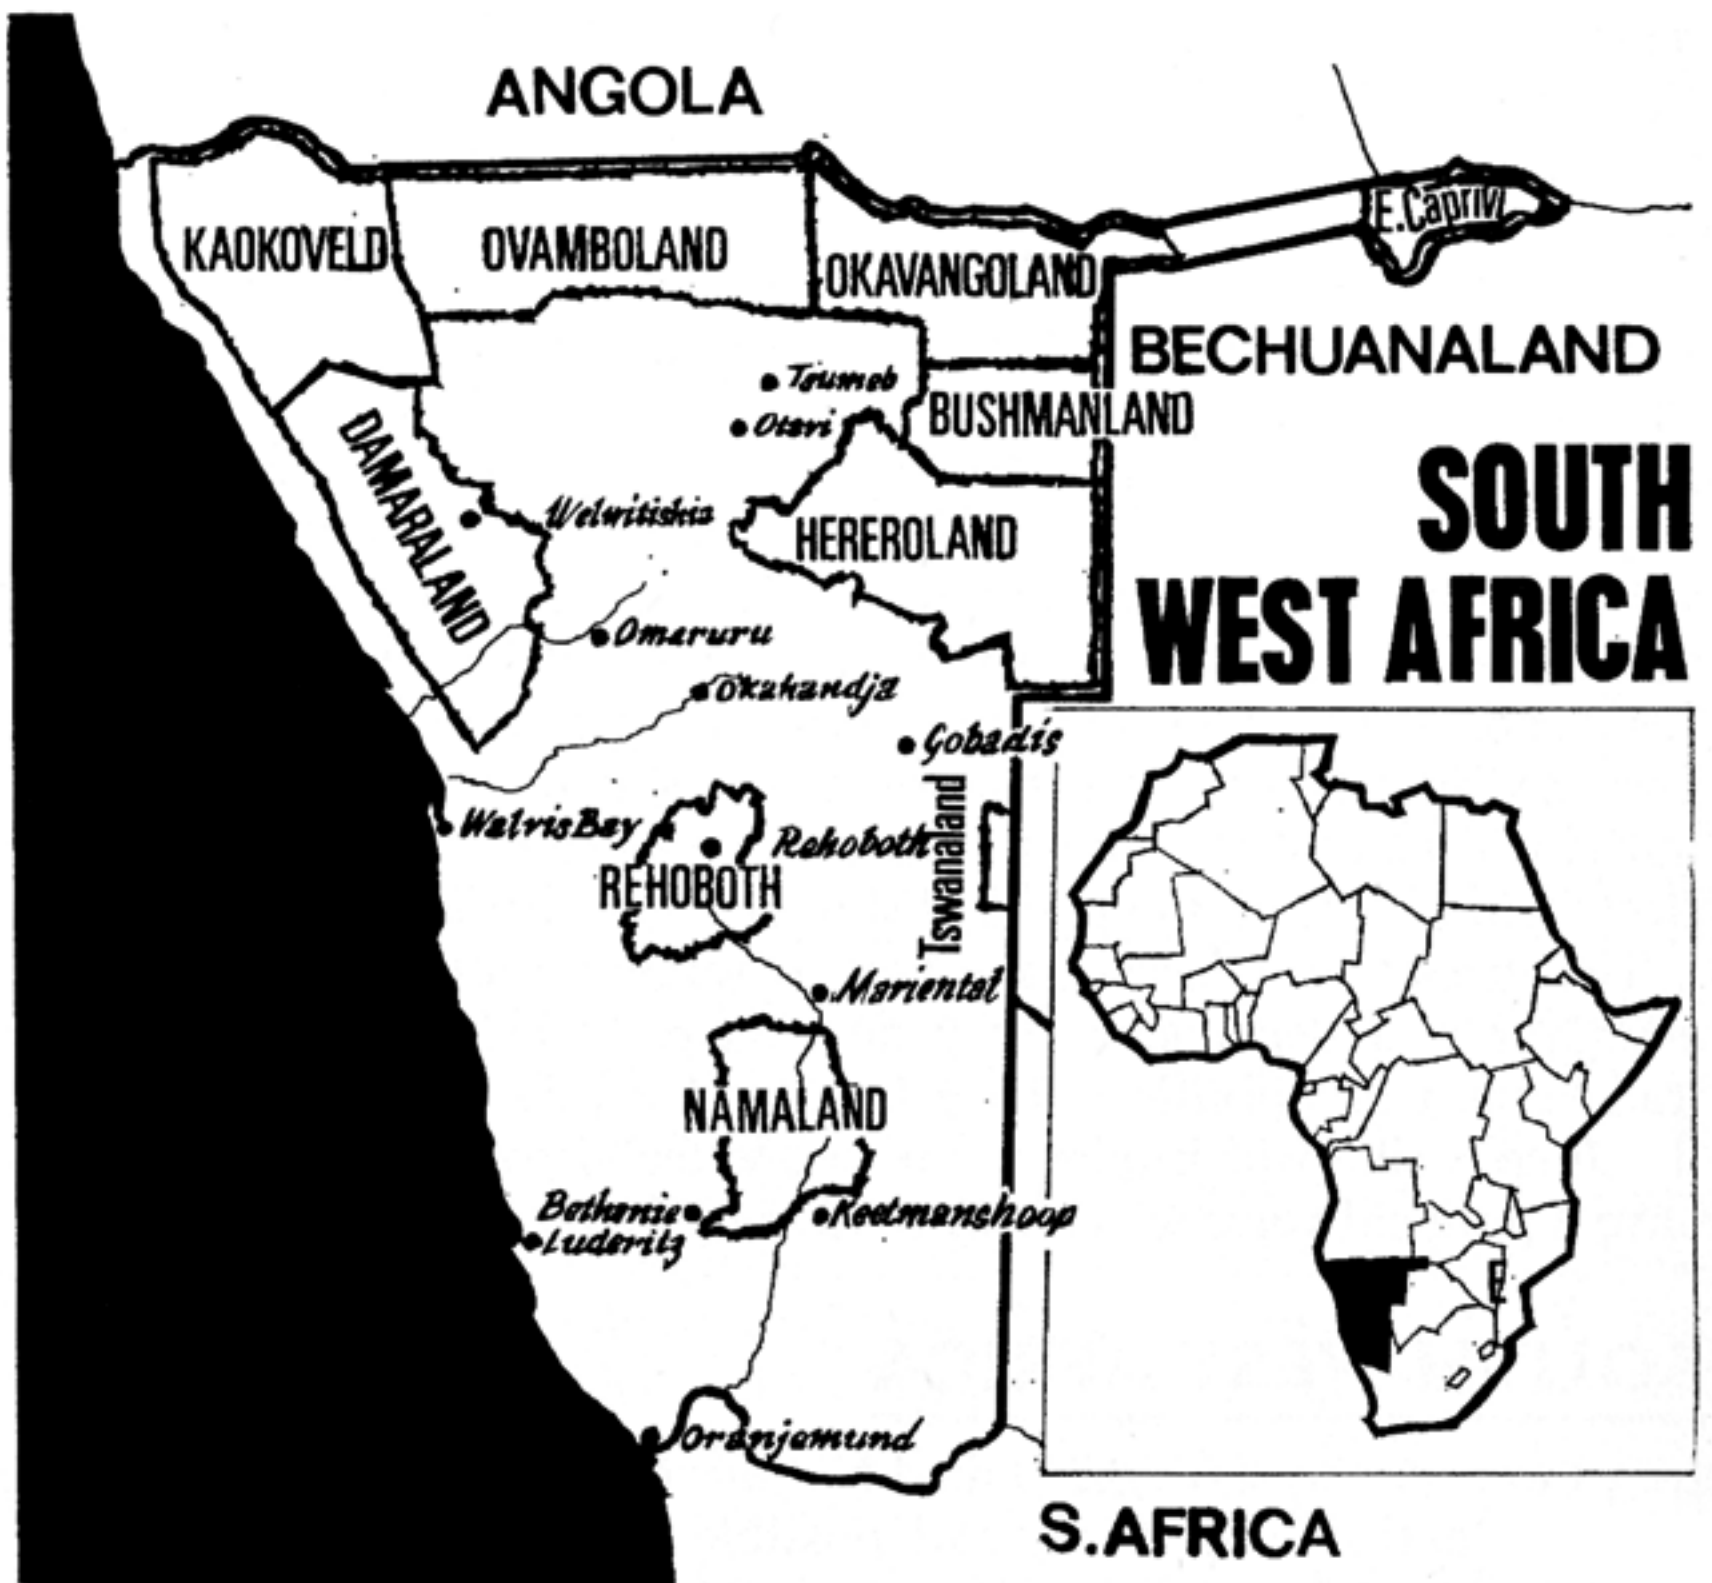 ANGOLA
E.Caprivi
KAOKOVELD
OVAMBOLAND
OKAVANGOLAND
BECHUANALAND
Tsumeb
Otavi
BUSHMANLAND
DAMARALAND
SOUTH
WEST AFRICA
Welwitishia
HEREROLAND
Omaruru
Okahandja
Gobadis
Walvis Bay
Rehoboth
REHOBOTH
Tswanaland
Mariental
NAMALAND
Bethanie
Keetmanshoop
Luderitz
Oranjemund
S.AFRICA